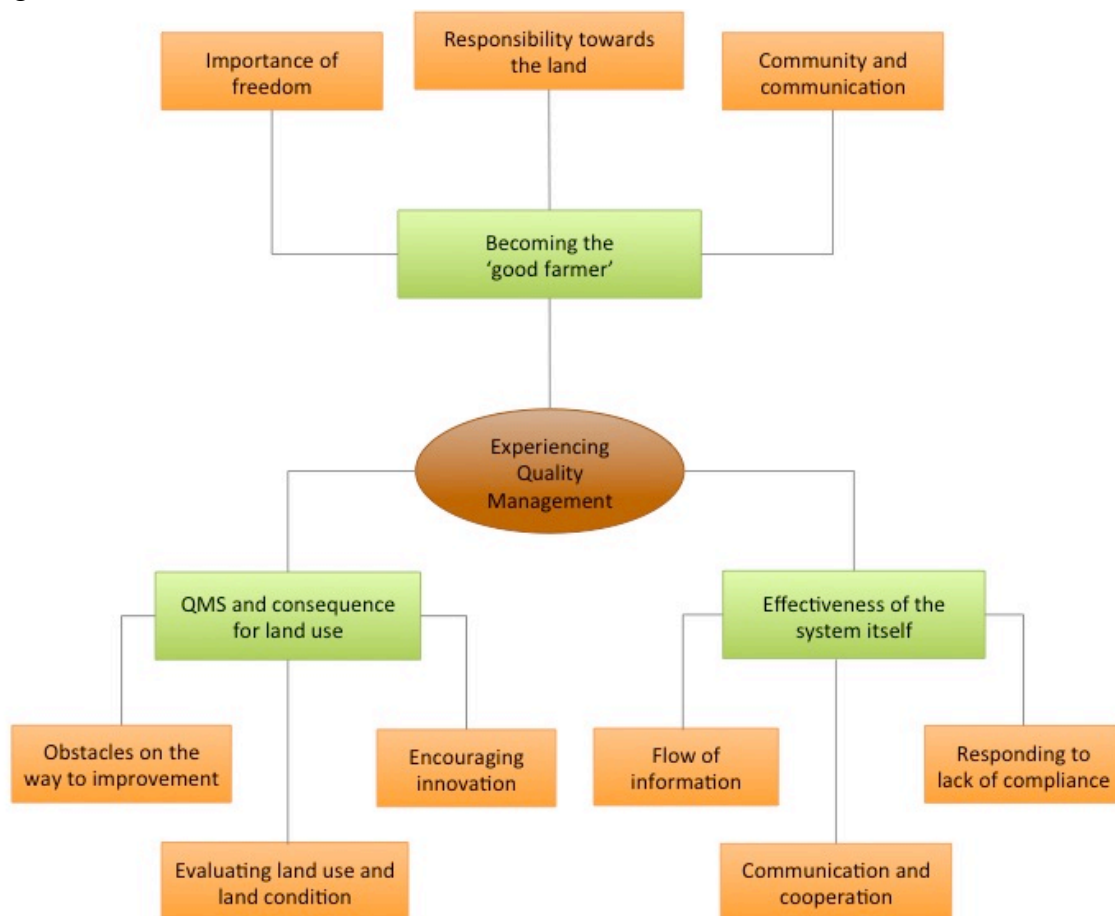 Importance of
freedom
Responsibility towards
the land
Community and
communication
Becoming the
‘good farmer’
Experiencing
Quality
Management
QMS and consequence
for land use
Effectiveness of the
system itself
Obstacles on the
way to improvement
Encouraging
innovation
Flow of
information
Responding to
lack of compliance
Evaluating land use and
land condition
Communication and
cooperation